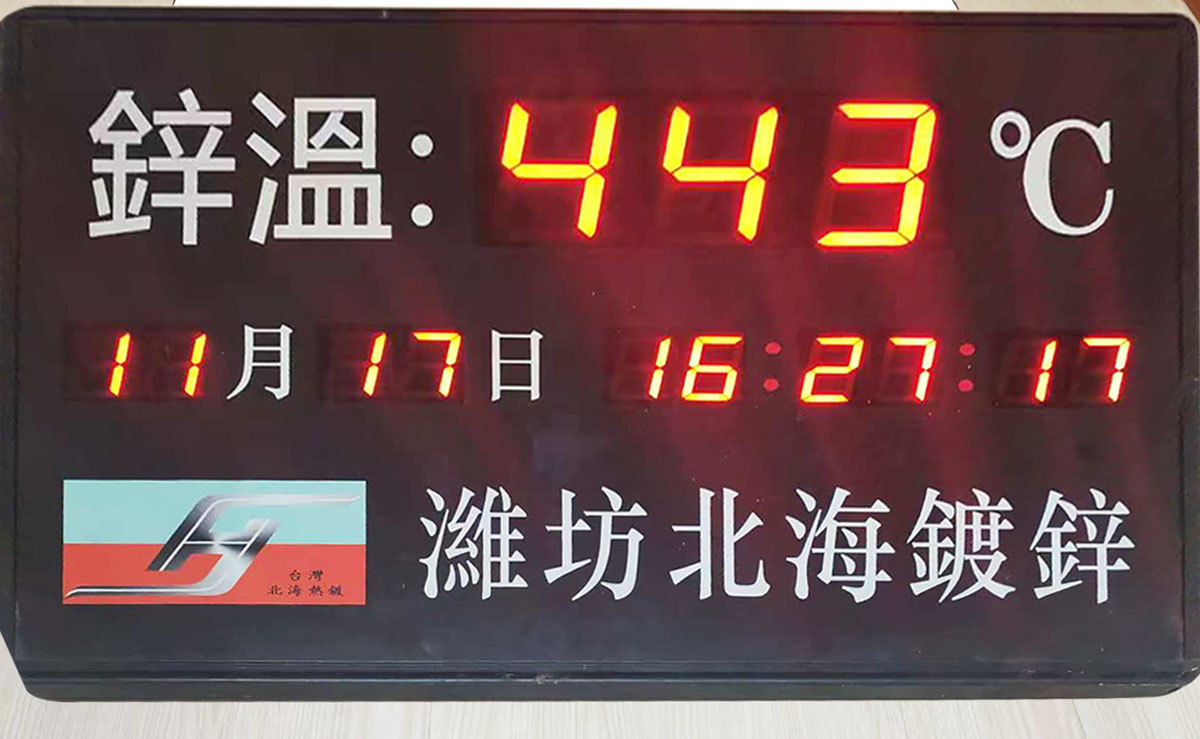 鋅溫: 443 ℃
11月 17日 16:27:17
台灣
北海熱鍍
濰坊北海鍍鋅